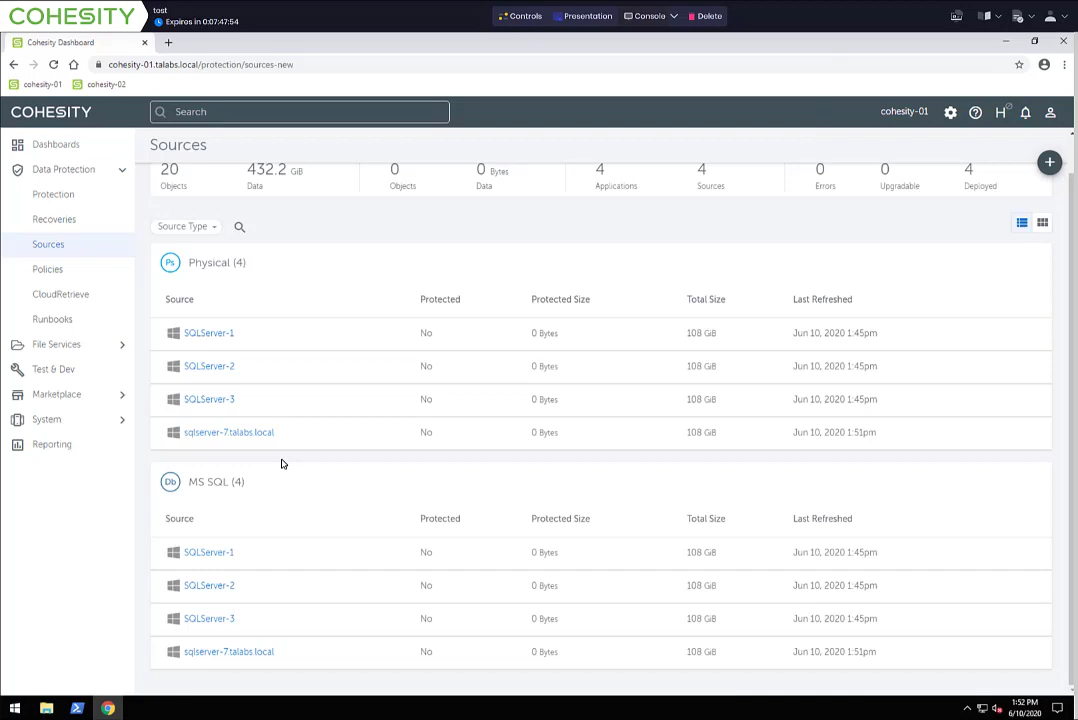 COHESITY
tost
Expires in 0:07:47:54
Controls
Presentation
Console
Delete
Cohesity Dashboard
cohesity-01.talabs.local/protection/sources-new
cohesity-01
cohesity-02
COHESITY
Search
cohesity-01
H
Dashboards
Data Protection
Protection
Recoveries
Sources
Policies
CloudRetrieve
Runbooks
File Services
Test & Dev
Marketplace
System
Reporting
Sources
20 432.2 GiB 0 0 Bytes 4 4 0 0 4
Objects Data Objects Data Applications Sources Errors Upgradable Deployed
Source Type
Ps Physical (4)
Source Protected Protected Size Total Size Last Refreshed
SQLServer-1 No 0 Bytes 108 GiB Jun 10, 2020 1:45pm
SQLServer-2 No 0 Bytes 108 GiB Jun 10, 2020 1:45pm
SQLServer-3 No 0 Bytes 108 GiB Jun 10, 2020 1:45pm
sqlserver-7.talabs.local No 0 Bytes 108 GiB Jun 10, 2020 1:51pm
Db MS SQL (4)
Source Protected Protected Size Total Size Last Refreshed
SQLServer-1 No 0 Bytes 108 GiB Jun 10, 2020 1:45pm
SQLServer-2 No 0 Bytes 108 GiB Jun 10, 2020 1:45pm
SQLServer-3 No 0 Bytes 108 GiB Jun 10, 2020 1:45pm
sqlserver-7.talabs.local No 0 Bytes 108 GiB Jun 10, 2020 1:51pm
1:52 PM
6/10/2020